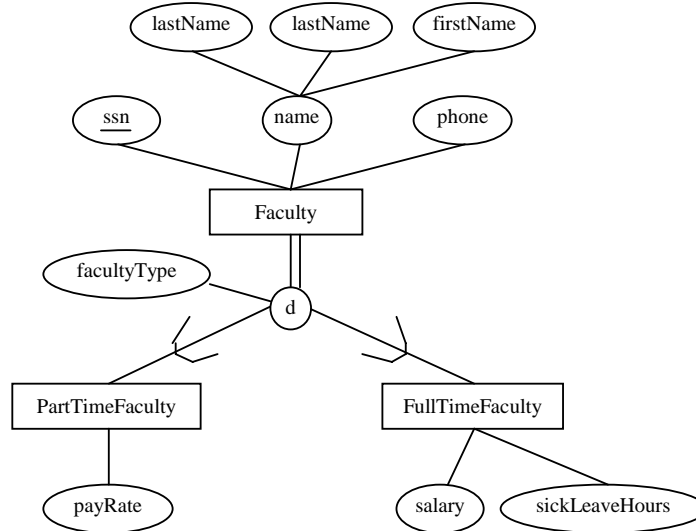 lastName
lastName
firstName
ssn
name
phone
Faculty
facultyType
d
PartTimeFaculty
FullTimeFaculty
payRate
salary
sickLeaveHours